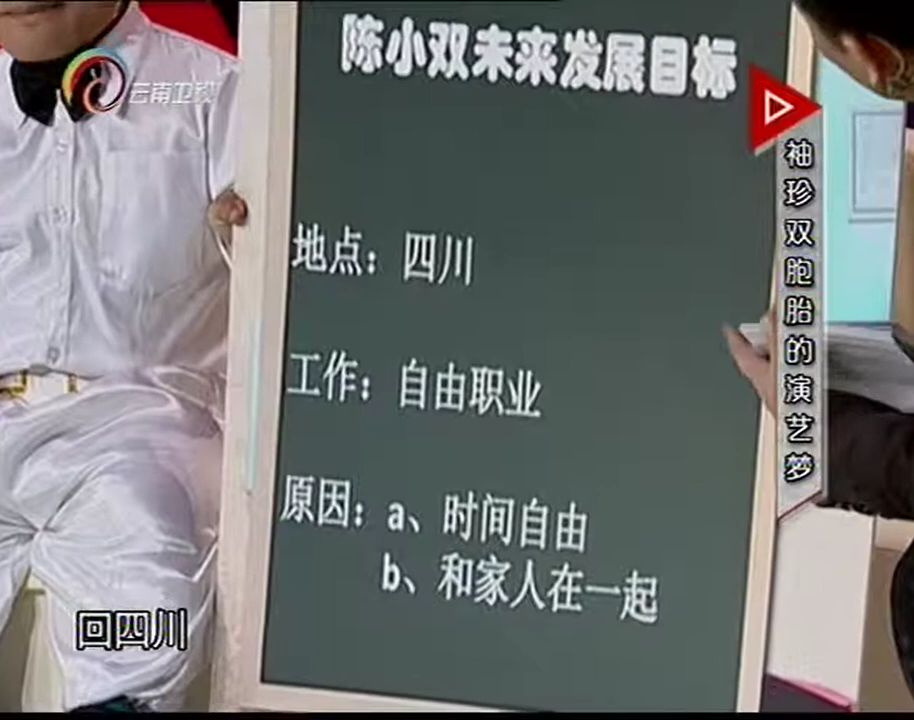 陈小双未来发展目标
云南卫视
袖珍双胞胎的演艺梦
地点：四川
工作：自由职业
原因：a、时间自由
b、和家人在一起
回四川